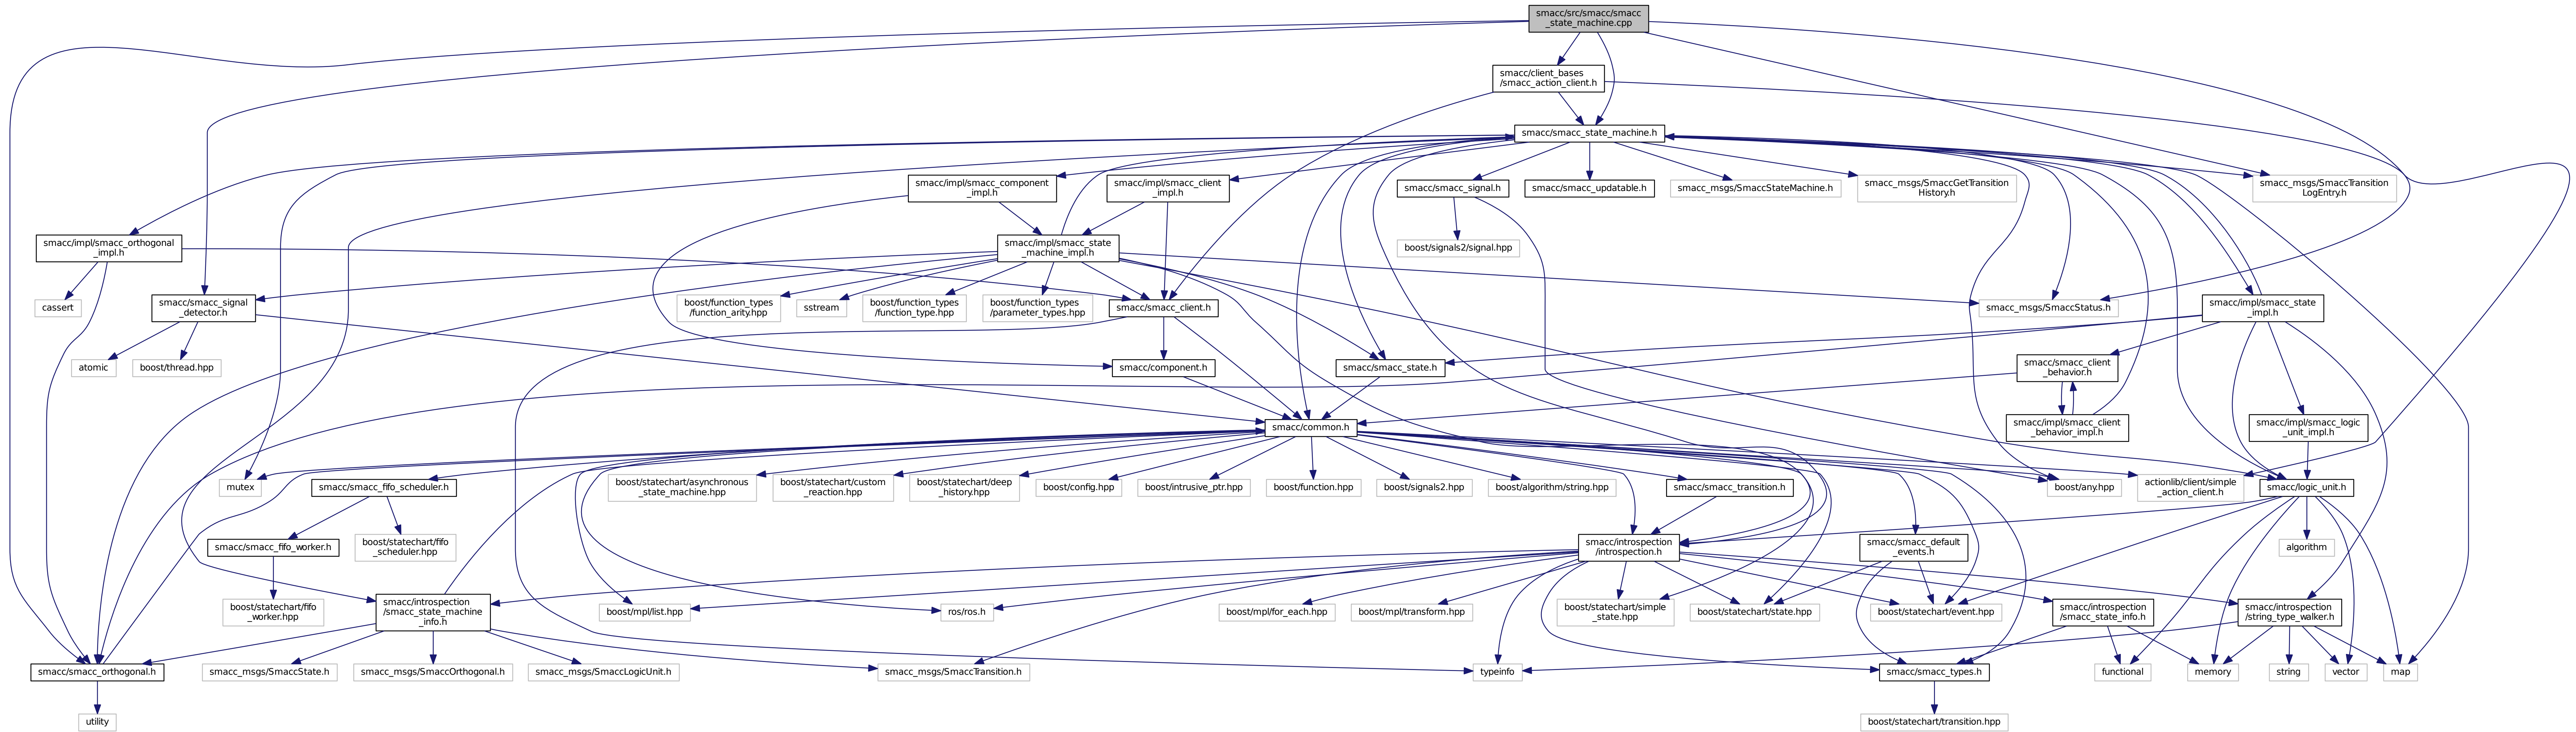 smacc/src/smacc/smacc
_state_machine.cpp
smacc/client_bases
/smacc_action_client.h
smacc/smacc_state_machine.h
smacc/impl/smacc_component
_impl.h
smacc/impl/smacc_client
_impl.h
smacc/smacc_signal.h
smacc/smacc_updatable.h
smacc_msgs/SmaccStateMachine.h
smacc_msgs/SmaccGetTransition
History.h
smacc_msgs/SmaccTransition
LogEntry.h
smacc/impl/smacc_orthogonal
_impl.h
smacc/impl/smacc_state
_machine_impl.h
boost/signals2/signal.hpp
cassert
smacc/smacc_signal
_detector.h
boost/function_types
/function_arity.hpp
sstream
boost/function_types
/function_type.hpp
boost/function_types
/parameter_types.hpp
smacc/smacc_client.h
smacc_msgs/SmaccStatus.h
smacc/impl/smacc_state
_impl.h
atomic
boost/thread.hpp
smacc/component.h
smacc/smacc_state.h
smacc/smacc_client
_behavior.h
smacc/common.h
smacc/impl/smacc_client
_behavior_impl.h
smacc/impl/smacc_logic
_unit_impl.h
mutex
smacc/smacc_fifo_scheduler.h
boost/statechart/asynchronous
_state_machine.hpp
boost/statechart/custom
_reaction.hpp
boost/statechart/deep
_history.hpp
boost/config.hpp
boost/intrusive_ptr.hpp
boost/function.hpp
boost/signals2.hpp
boost/algorithm/string.hpp
smacc/smacc_transition.h
boost/any.hpp
actionlib/client/simple
_action_client.h
smacc/logic_unit.h
smacc/smacc_fifo_worker.h
boost/statechart/fifo
_scheduler.hpp
smacc/introspection
/introspection.h
smacc/smacc_default
_events.h
algorithm
boost/statechart/fifo
_worker.hpp
smacc/introspection
/smacc_state_machine
_info.h
boost/mpl/list.hpp
ros/ros.h
boost/mpl/for_each.hpp
boost/mpl/transform.hpp
boost/statechart/simple
_state.hpp
boost/statechart/state.hpp
boost/statechart/event.hpp
smacc/introspection
/smacc_state_info.h
smacc/introspection
/string_type_walker.h
smacc/smacc_orthogonal.h
smacc_msgs/SmaccState.h
smacc_msgs/SmaccOrthogonal.h
smacc_msgs/SmaccLogicUnit.h
smacc_msgs/SmaccTransition.h
typeinfo
smacc/smacc_types.h
functional
memory
string
vector
map
utility
boost/statechart/transition.hpp